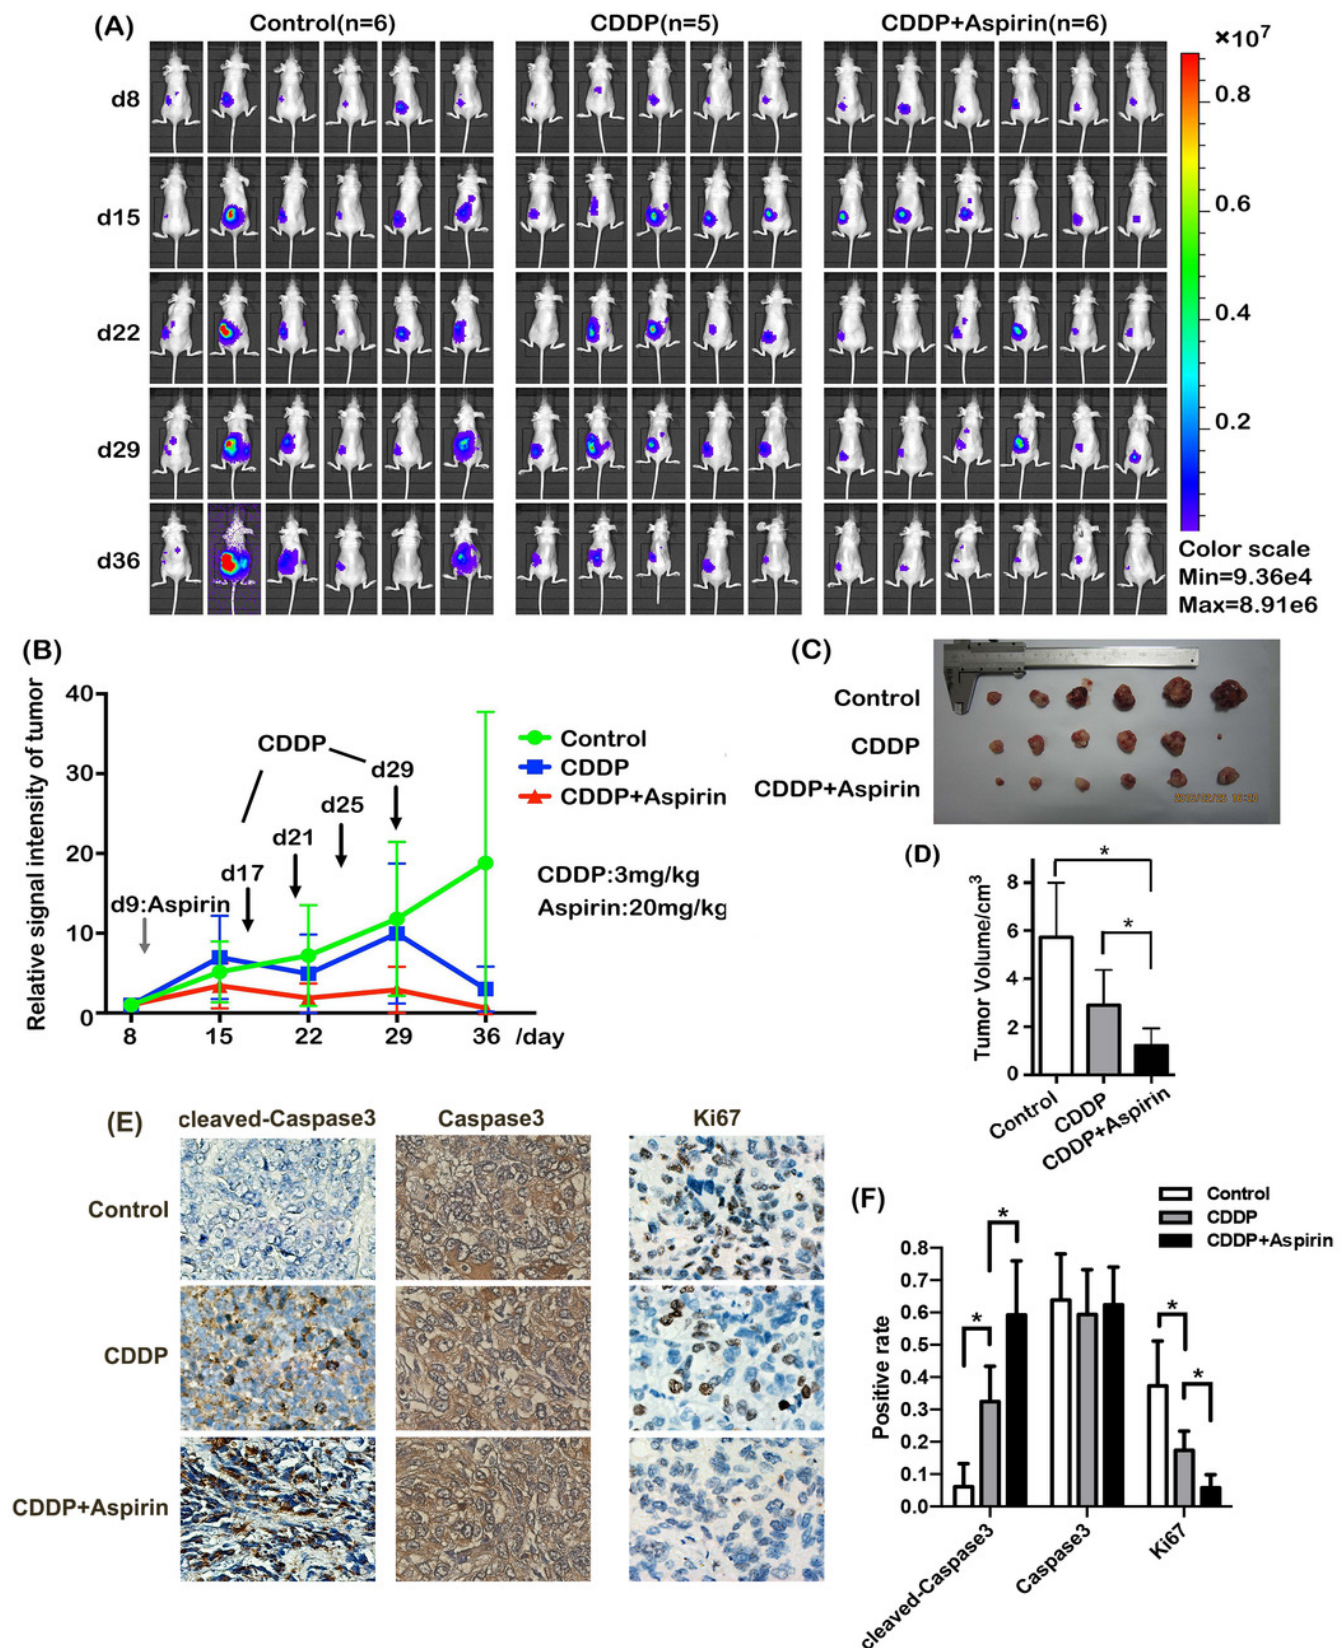 (A) Control(n=6) CDDP(n=5) CDDP+Aspirin(n=6)
×10⁷
d8
d15
d22
d29
d36
0.8
0.6
0.4
0.2
Color scale
Min=9.36e4
Max=8.91e6
(B)
Relative signal intensity of tumor
40
30
20
10
0
8 15 22 29 36 /day
CDDP
d9:Aspirin
d17
d21
d25
d29
Control
CDDP
CDDP+Aspirin
CDDP:3mg/kg
Aspirin:20mg/kg
(C)
Control
CDDP
CDDP+Aspirin
(D)
Tumor Volume/cm³
8
6
4
2
0
*
*
Control
CDDP
CDDP+Aspirin
(E)
cleaved-Caspase3 Caspase3 Ki67
Control
CDDP
CDDP+Aspirin
(F)
Control
CDDP
CDDP+Aspirin
Positive rate
0.8
0.7
0.6
0.5
0.4
0.3
0.2
0.1
0.0
*
*
*
*
cleaved-Caspase3
Caspase3
Ki67